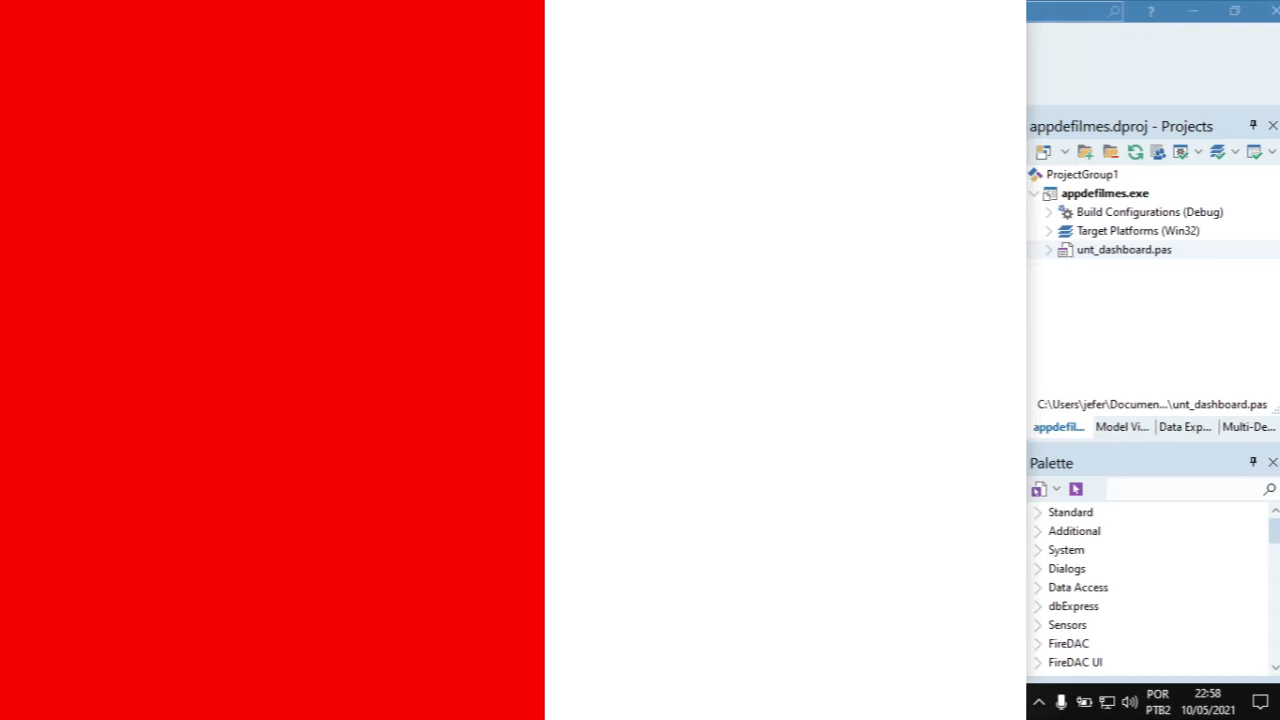 ?
appdefilmes.dproj - Projects
ProjectGroup1
appdefilmes.exe
Build Configurations (Debug)
Target Platforms (Win32)
unt_dashboard.pas
C:\Users\jefer\Documen...\unt_dashboard.pas
appdefil... Model Vi... Data Exp... Multi-De...
Palette
Standard
Additional
System
Dialogs
Data Access
dbExpress
Sensors
FireDAC
FireDAC UI
POR 22:58
PTB2 10/05/2021